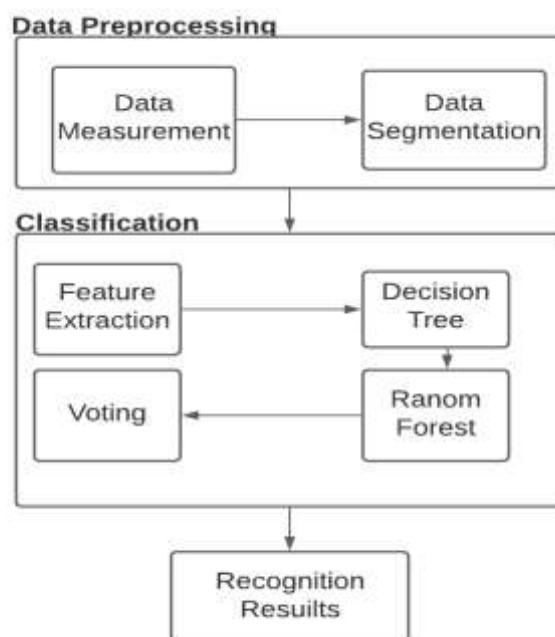 Data Preprocessing
Data
Measurement
Data
Segmentation
Classification
Feature
Extraction
Decision
Tree
Voting
Ranom
Forest
Recognition
Resuilts